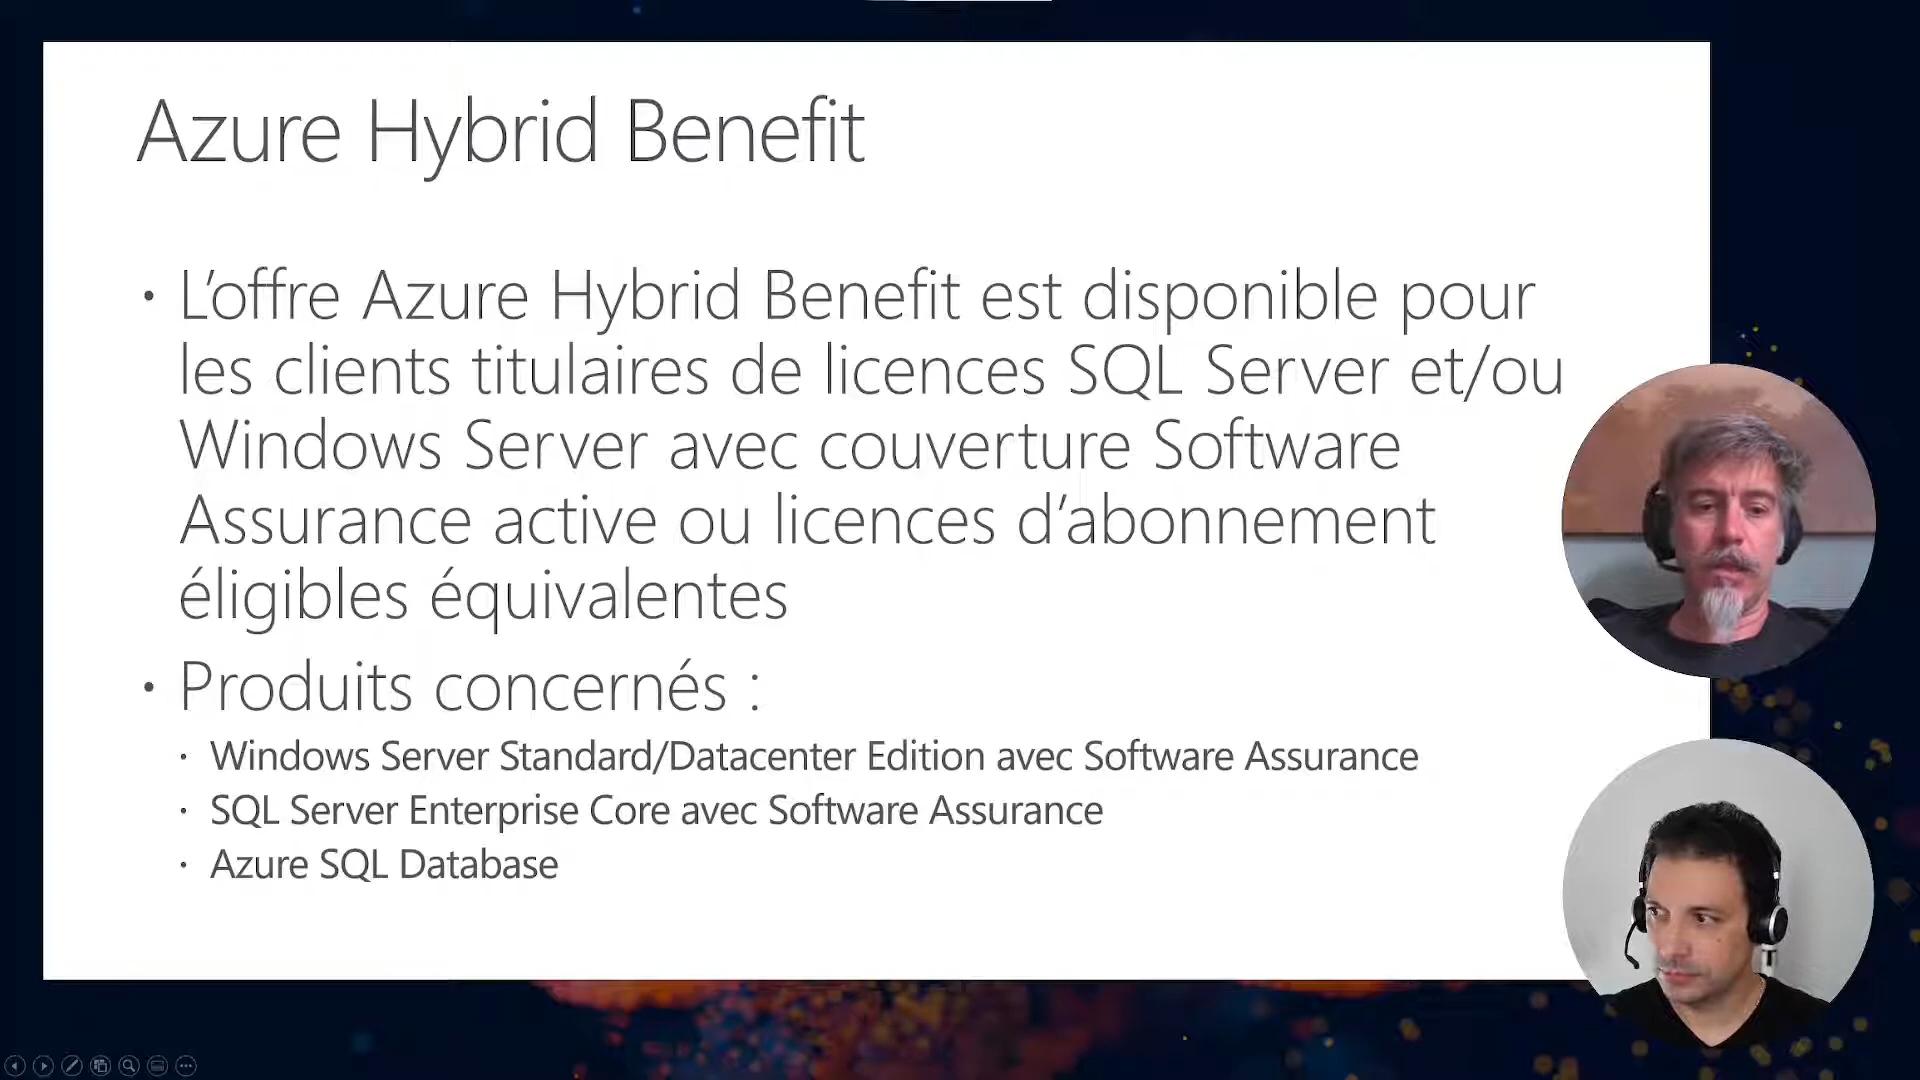 Azure Hybrid Benefit
• L’offre Azure Hybrid Benefit est disponible pour
les clients titulaires de licences SQL Server et/ou
Windows Server avec couverture Software
Assurance active ou licences d’abonnement
éligibles équivalentes
• Produits concernés :
• Windows Server Standard/Datacenter Edition avec Software Assurance
• SQL Server Enterprise Core avec Software Assurance
• Azure SQL Database